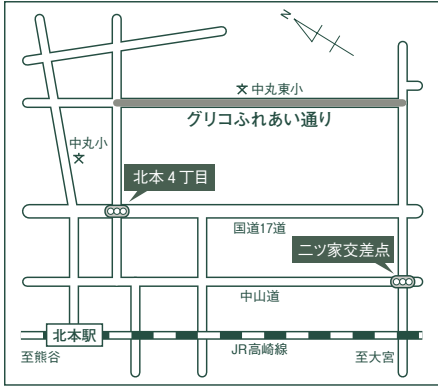 N
中丸東小
グリコふれあい通り
中丸小
北本4丁目
国道17道
二ツ家交差点
中山道
北本駅
至熊谷
JR高崎線
至大宮